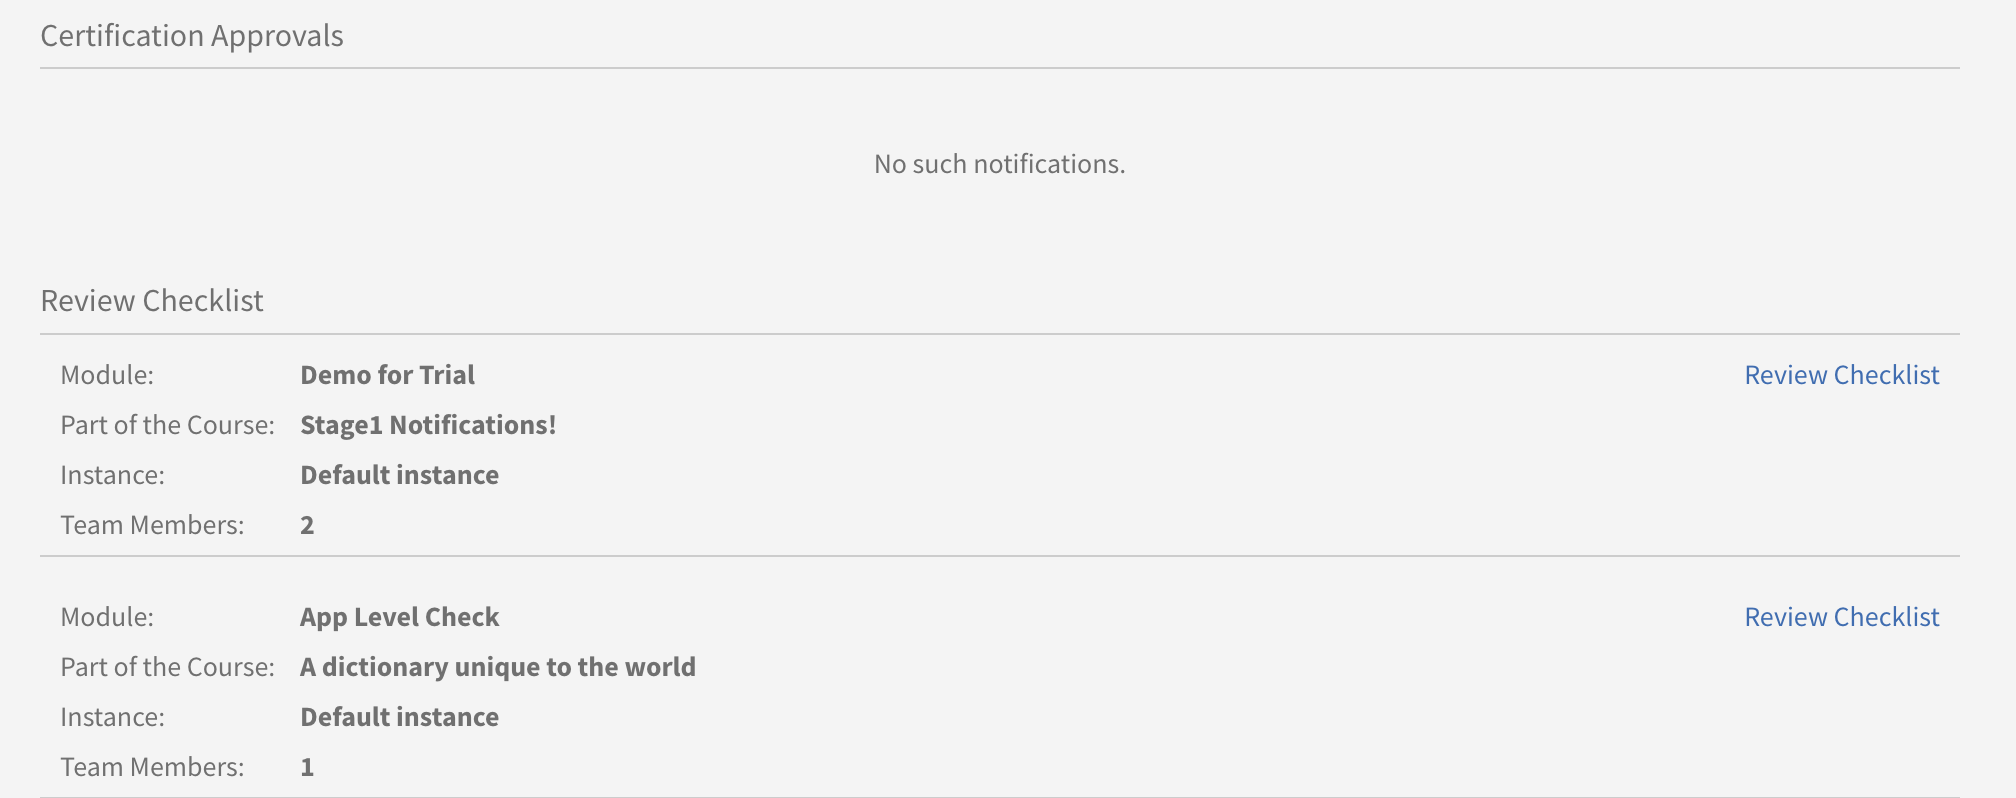 Certification Approvals
No such notifications.
Review Checklist
Module: Demo for Trial Review Checklist
Part of the Course: Stage1 Notifications!
Instance: Default instance
Team Members: 2
Module: App Level Check Review Checklist
Part of the Course: A dictionary unique to the world
Instance: Default instance
Team Members: 1